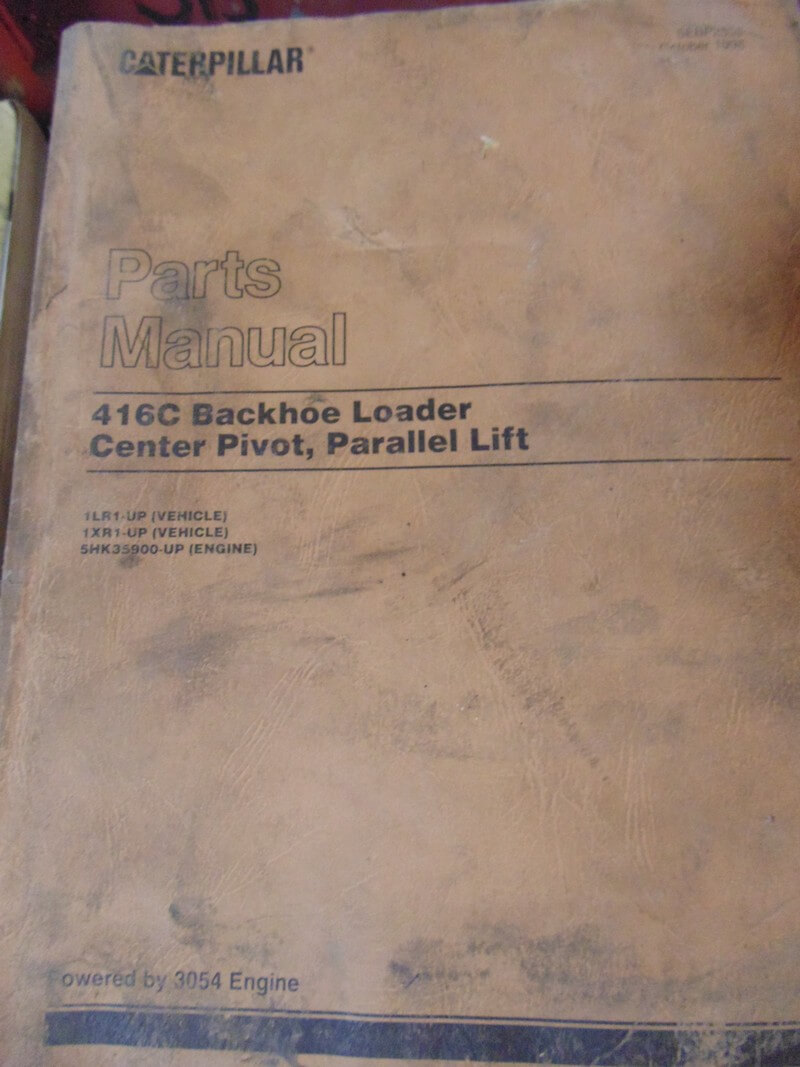 CATERPILLAR®
Parts
Manual
416C Backhoe Loader
Center Pivot, Parallel Lift
1LR1-UP (VEHICLE)
1XR1-UP (VEHICLE)
5HK35900-UP (ENGINE)
owered by 3054 Engine